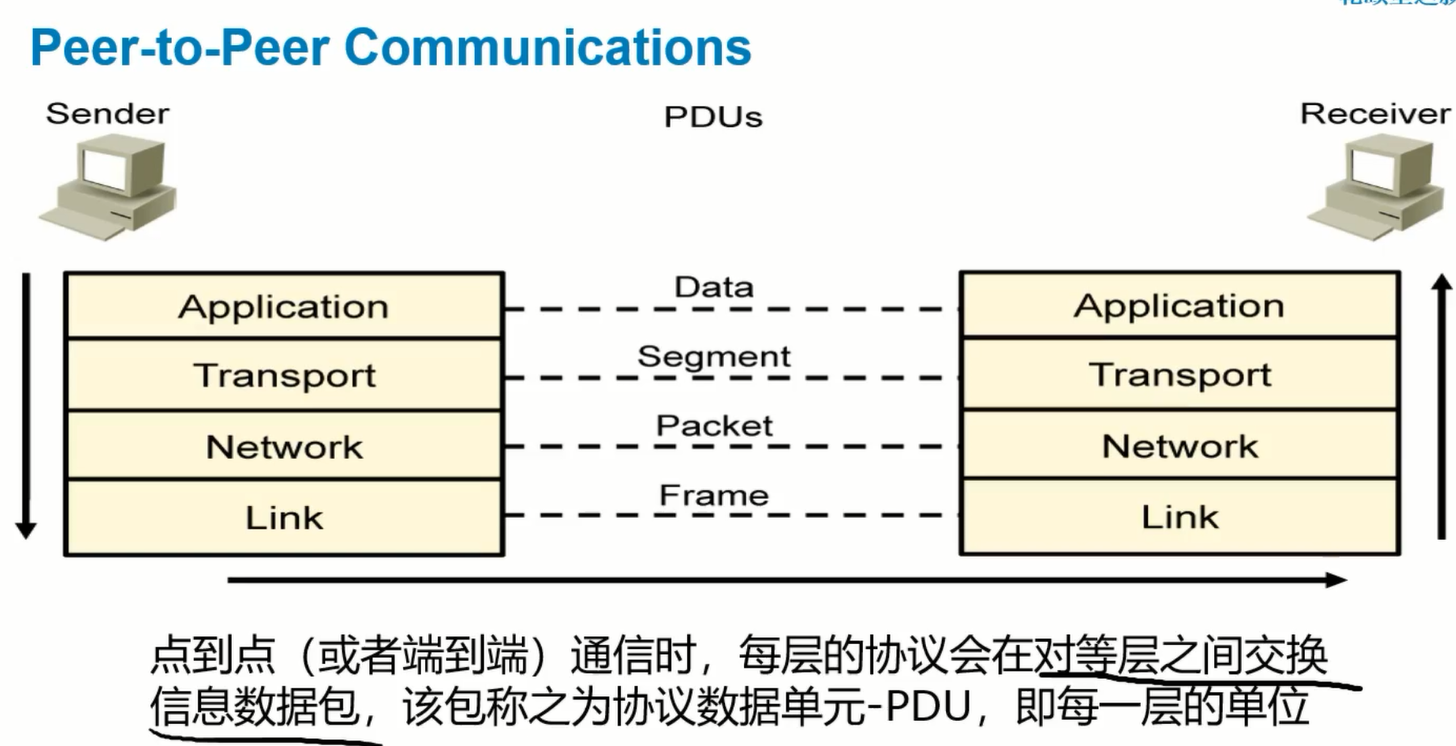 Peer-to-Peer Communications
Sender
PDUs
Receiver
Data
Application
Application
Segment
Transport
Transport
Packet
Network
Network
Frame
Link
Link
点到点（或者端到端）通信时，每层的协议会在对等层之间交换
信息数据包，该包称之为协议数据单元-PDU，即每一层的单位